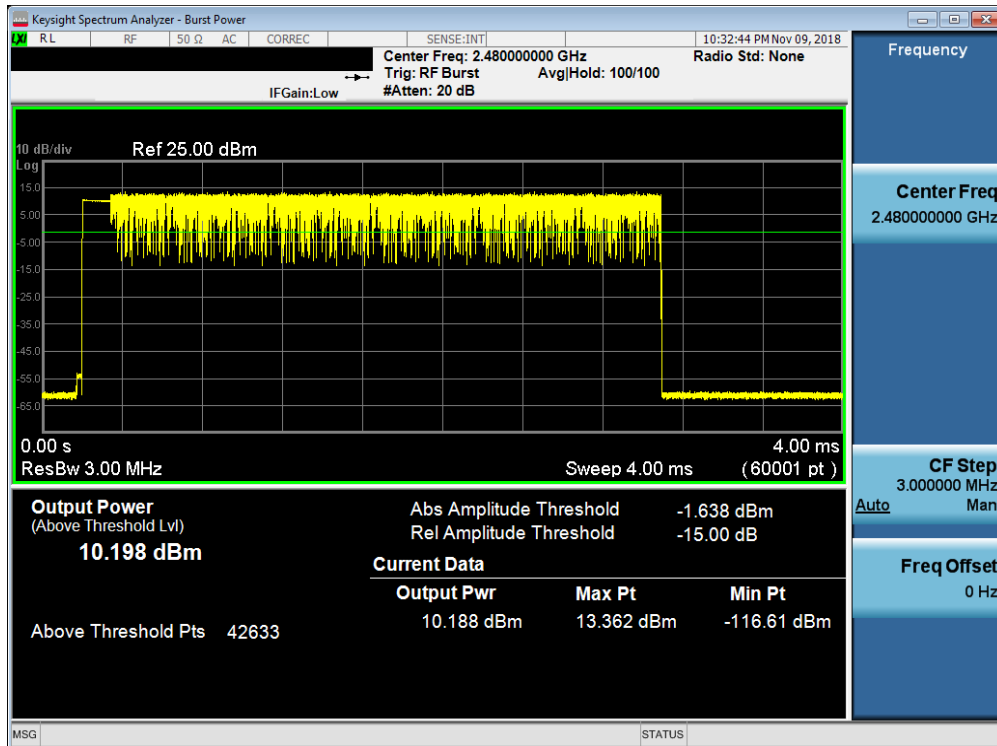 Keysight Spectrum Analyzer - Burst Power
LXI RL RF 50 Ω AC CORREC SENSE:INT 10:32:44 PM Nov 09, 2018
Center Freq: 2.480000000 GHz Radio Std: None
Trig: RF Burst Avg|Hold: 100/100
IFGain:Low #Atten: 20 dB
Frequency
10 dB/div Ref 25.00 dBm
Log
15.0
5.00
-5.00
-15.0
-25.0
-35.0
-45.0
-55.0
-65.0
0.00 s 4.00 ms
ResBw 3.00 MHz Sweep 4.00 ms (60001 pt )
Output Power
(Above Threshold Lvl)
10.198 dBm
Above Threshold Pts 42633
Abs Amplitude Threshold -1.638 dBm
Rel Amplitude Threshold -15.00 dB
Current Data
Output Pwr Max Pt Min Pt
10.188 dBm 13.362 dBm -116.61 dBm
Center Freq
2.480000000 GHz
CF Step
3.000000 MHz
Auto Man
Freq Offset
0 Hz
MSG STATUS